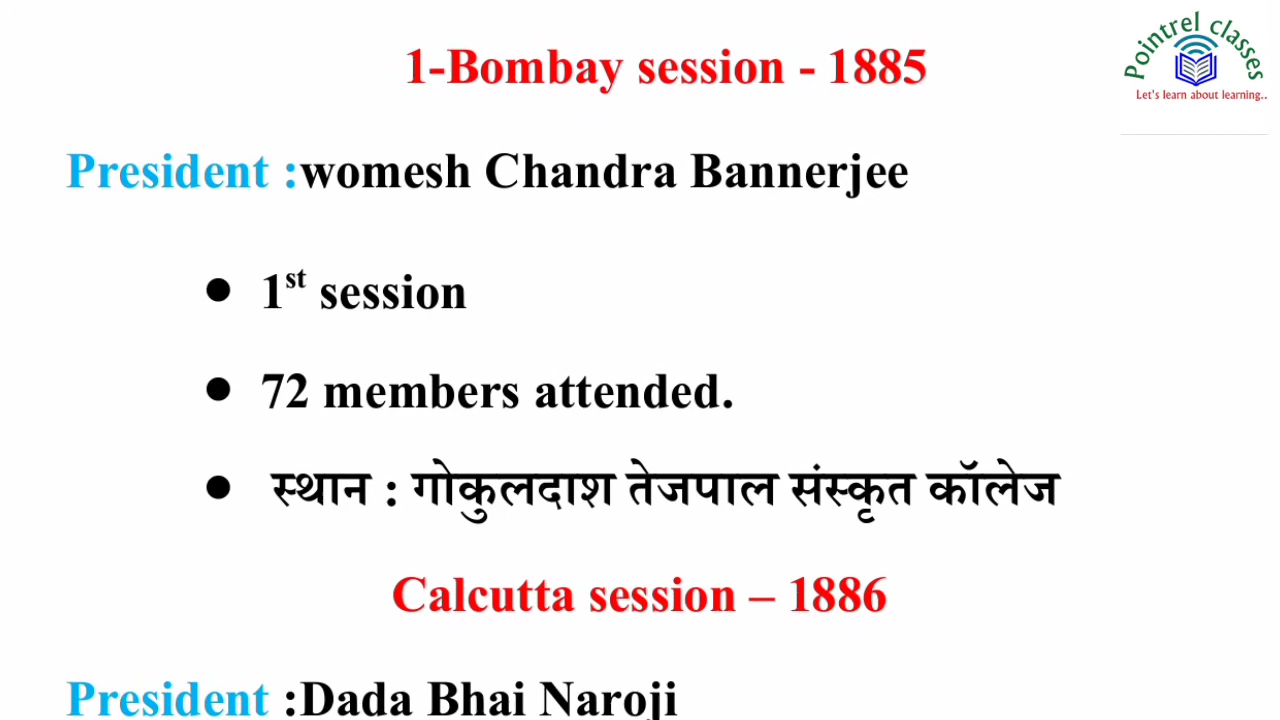 Pointrel classes
Let's learn about learning..
1-Bombay session - 1885
President :womesh Chandra Bannerjee
● 1st session
● 72 members attended.
● स्थान : गोकुलदाश तेजपाल संस्कृत कॉलेज
Calcutta session – 1886
President :Dada Bhai Naroji